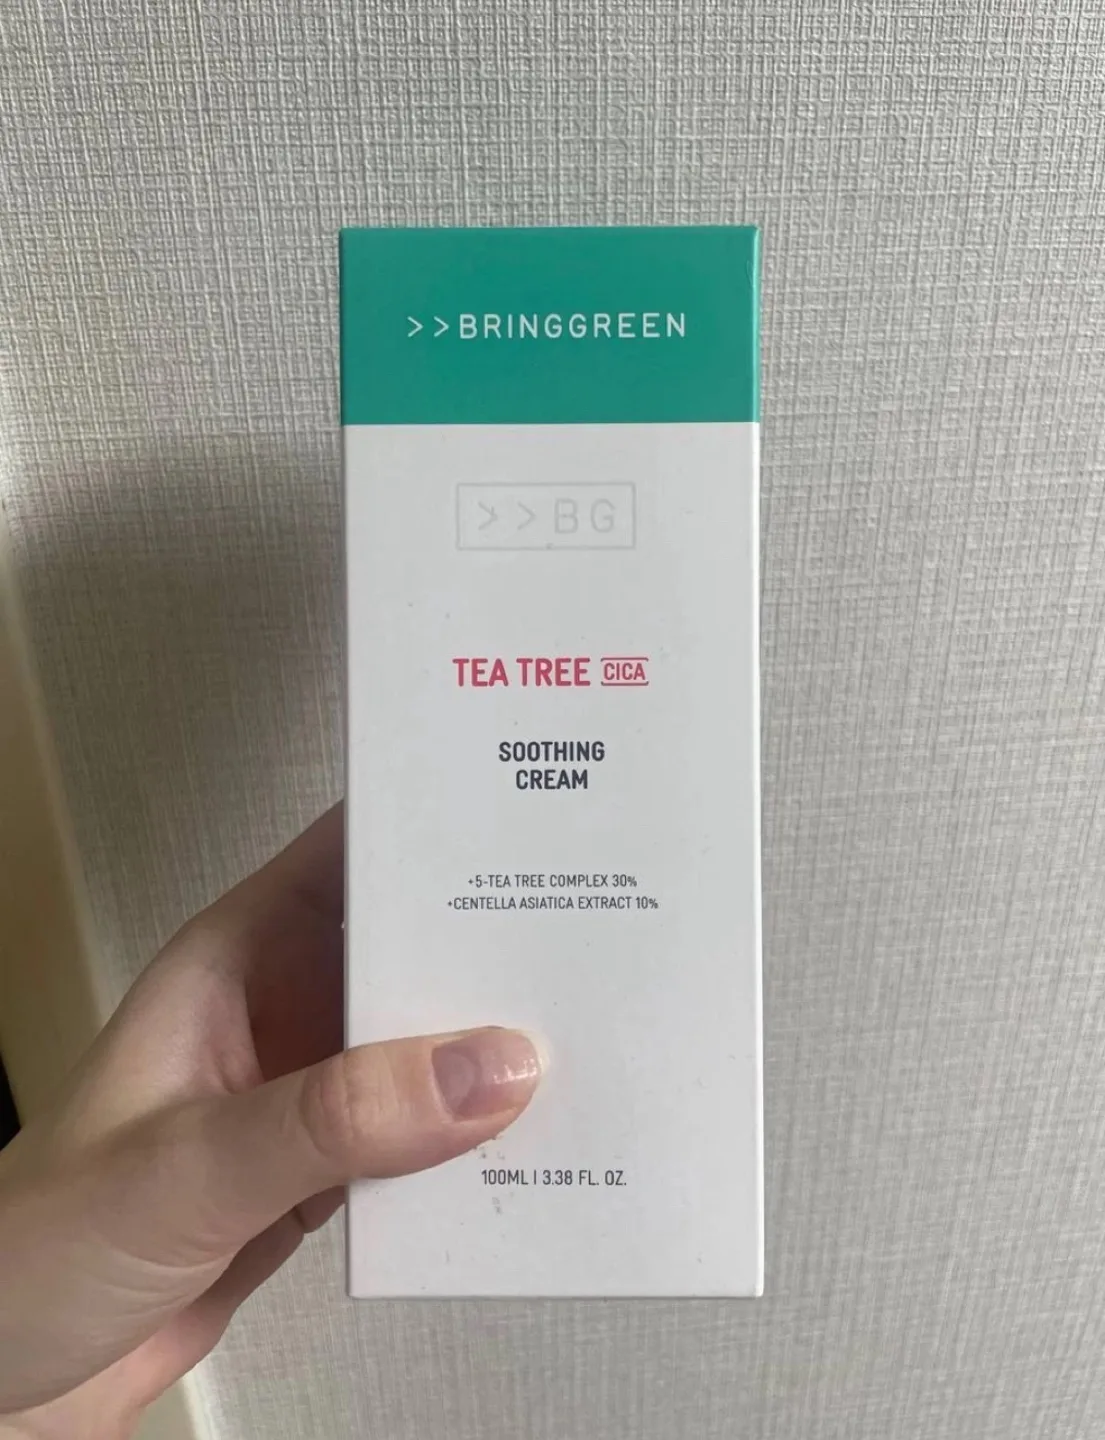 >>BRINGGREEN
>>BG
TEA TREE CICA
SOOTHING
CREAM
+5-TEA TREE COMPLEX 30%
+CENTELLA ASIATICA EXTRACT 10%
100ML | 3.38 FL. OZ.